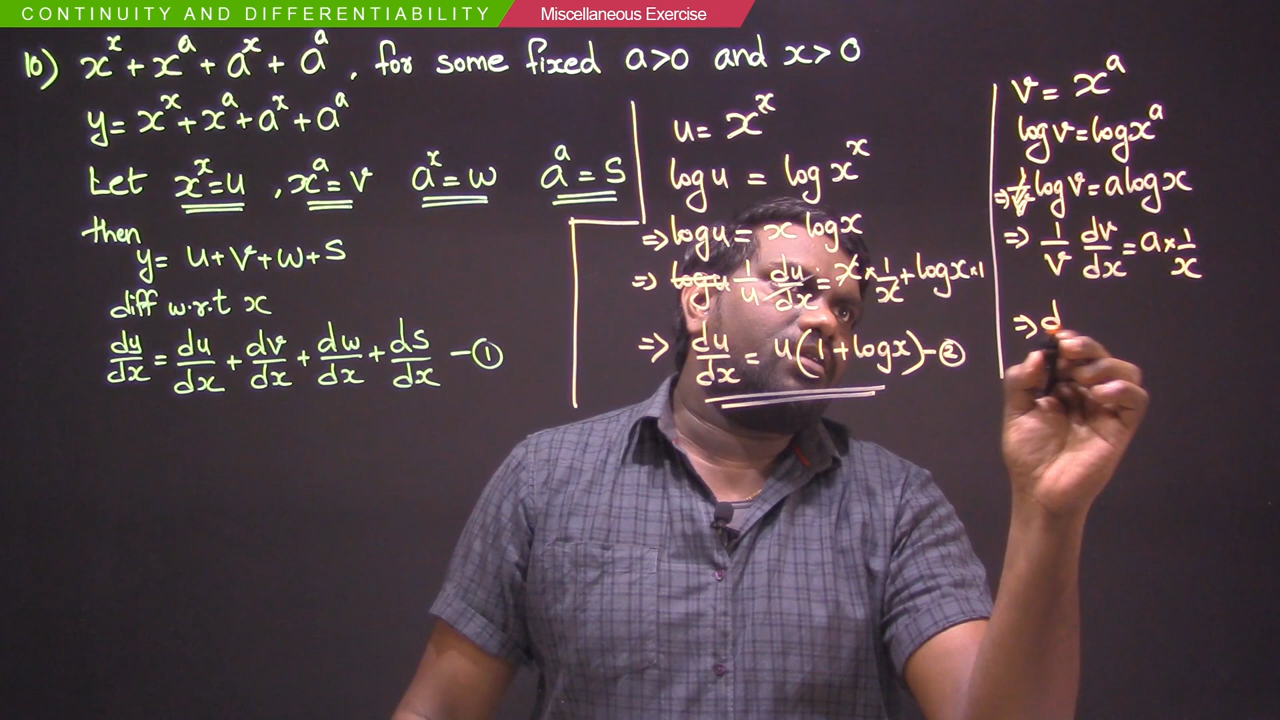 CONTINUITY AND DIFFERENTIABILITY
Miscellaneous Exercise
10) x^x + x^a + a^x + a^a, for some fixed a>0 and x>0
y= x^x + x^a + a^x + a^a
Let x^x=u, x^a=v a^x=w a^a=s
then
y= u+v+w+s
diff w.r.t x
dy/dx = du/dx + dv/dx + dw/dx + ds/dx —①
u= x^x
log u = log x^x
⇒ log u = x log x
⇒ 1/u du/dx = x × 1/x + log x × 1
⇒ du/dx = u(1+log x) —②
v= x^a
log v = log x^a
⇒ log v = a log x
⇒ 1/v dv/dx = a × 1/x
⇒ d